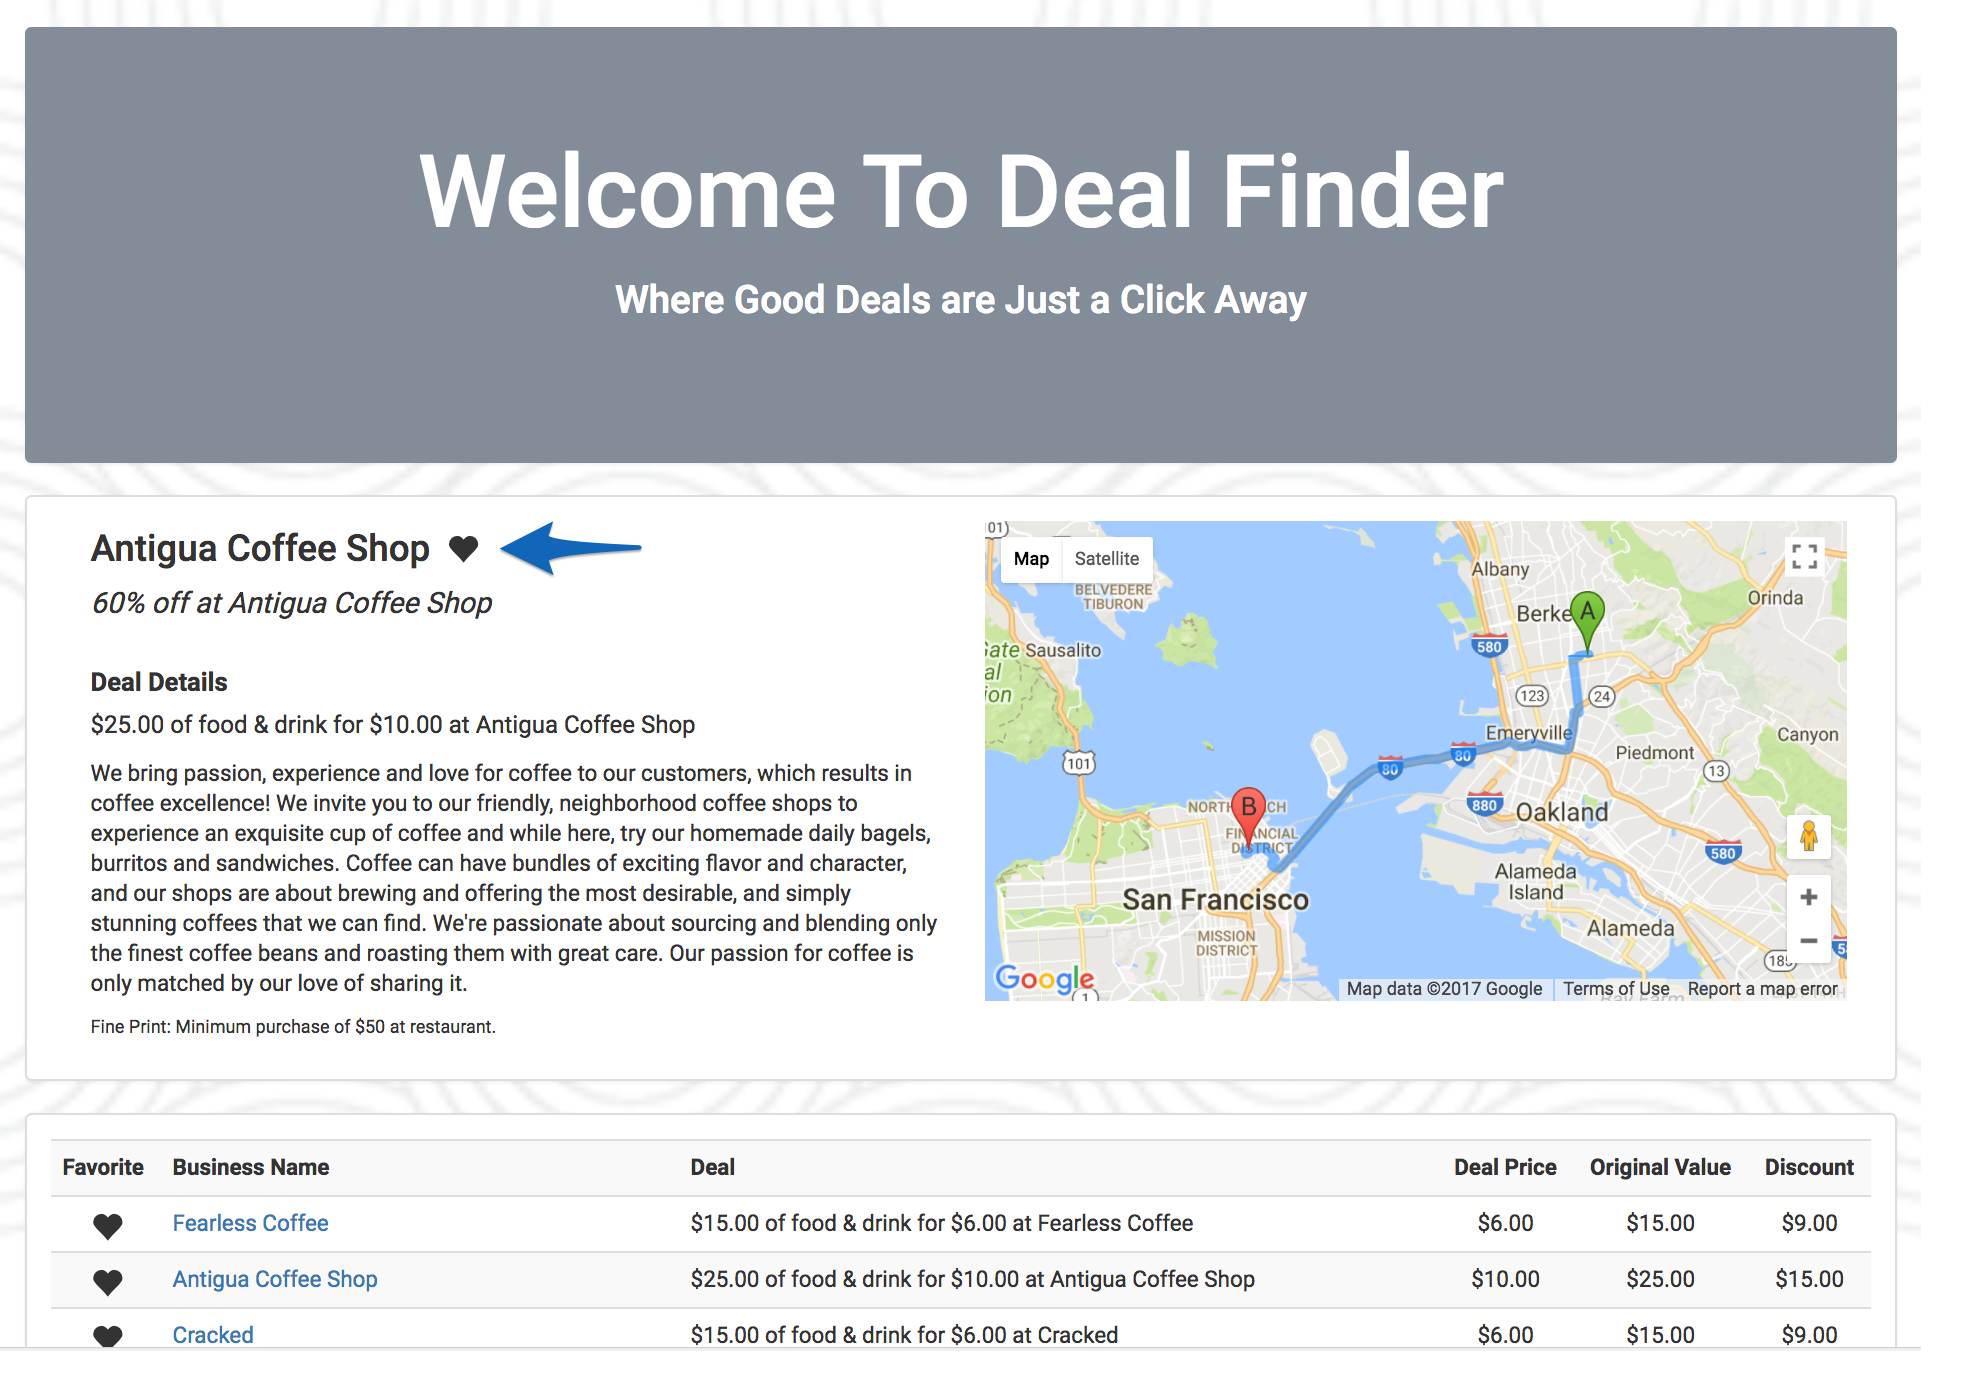 Welcome To Deal Finder
Where Good Deals are Just a Click Away
Antigua Coffee Shop
60% off at Antigua Coffee Shop
Deal Details
$25.00 of food & drink for $10.00 at Antigua Coffee Shop
We bring passion, experience and love for coffee to our customers, which results in
coffee excellence! We invite you to our friendly, neighborhood coffee shops to
experience an exquisite cup of coffee and while here, try our homemade daily bagels,
burritos and sandwiches. Coffee can have bundles of exciting flavor and character,
and our shops are about brewing and offering the most desirable, and simply
stunning coffees that we can find. We're passionate about sourcing and blending only
the finest coffee beans and roasting them with great care. Our passion for coffee is
only matched by our love of sharing it.
Fine Print: Minimum purchase of $50 at restaurant.
01)
Map Satellite
BELVEDERE
TIBURON
Albany
Orinda
Berke
A
580
Sausalito
123
24
Emeryville
Piedmont
Canyon
101
80
80
13
B
880
Oakland
FINANCIAL
DISTRICT
580
Alameda
Island
San Francisco
Alameda
MISSION
DISTRICT
Google
1
Map data ©2017 Google Terms of Use Report a map error
Favorite Business Name Deal Deal Price Original Value Discount
Fearless Coffee $15.00 of food & drink for $6.00 at Fearless Coffee $6.00 $15.00 $9.00
Antigua Coffee Shop $25.00 of food & drink for $10.00 at Antigua Coffee Shop $10.00 $25.00 $15.00
Cracked $15.00 of food & drink for $6.00 at Cracked $6.00 $15.00 $9.00